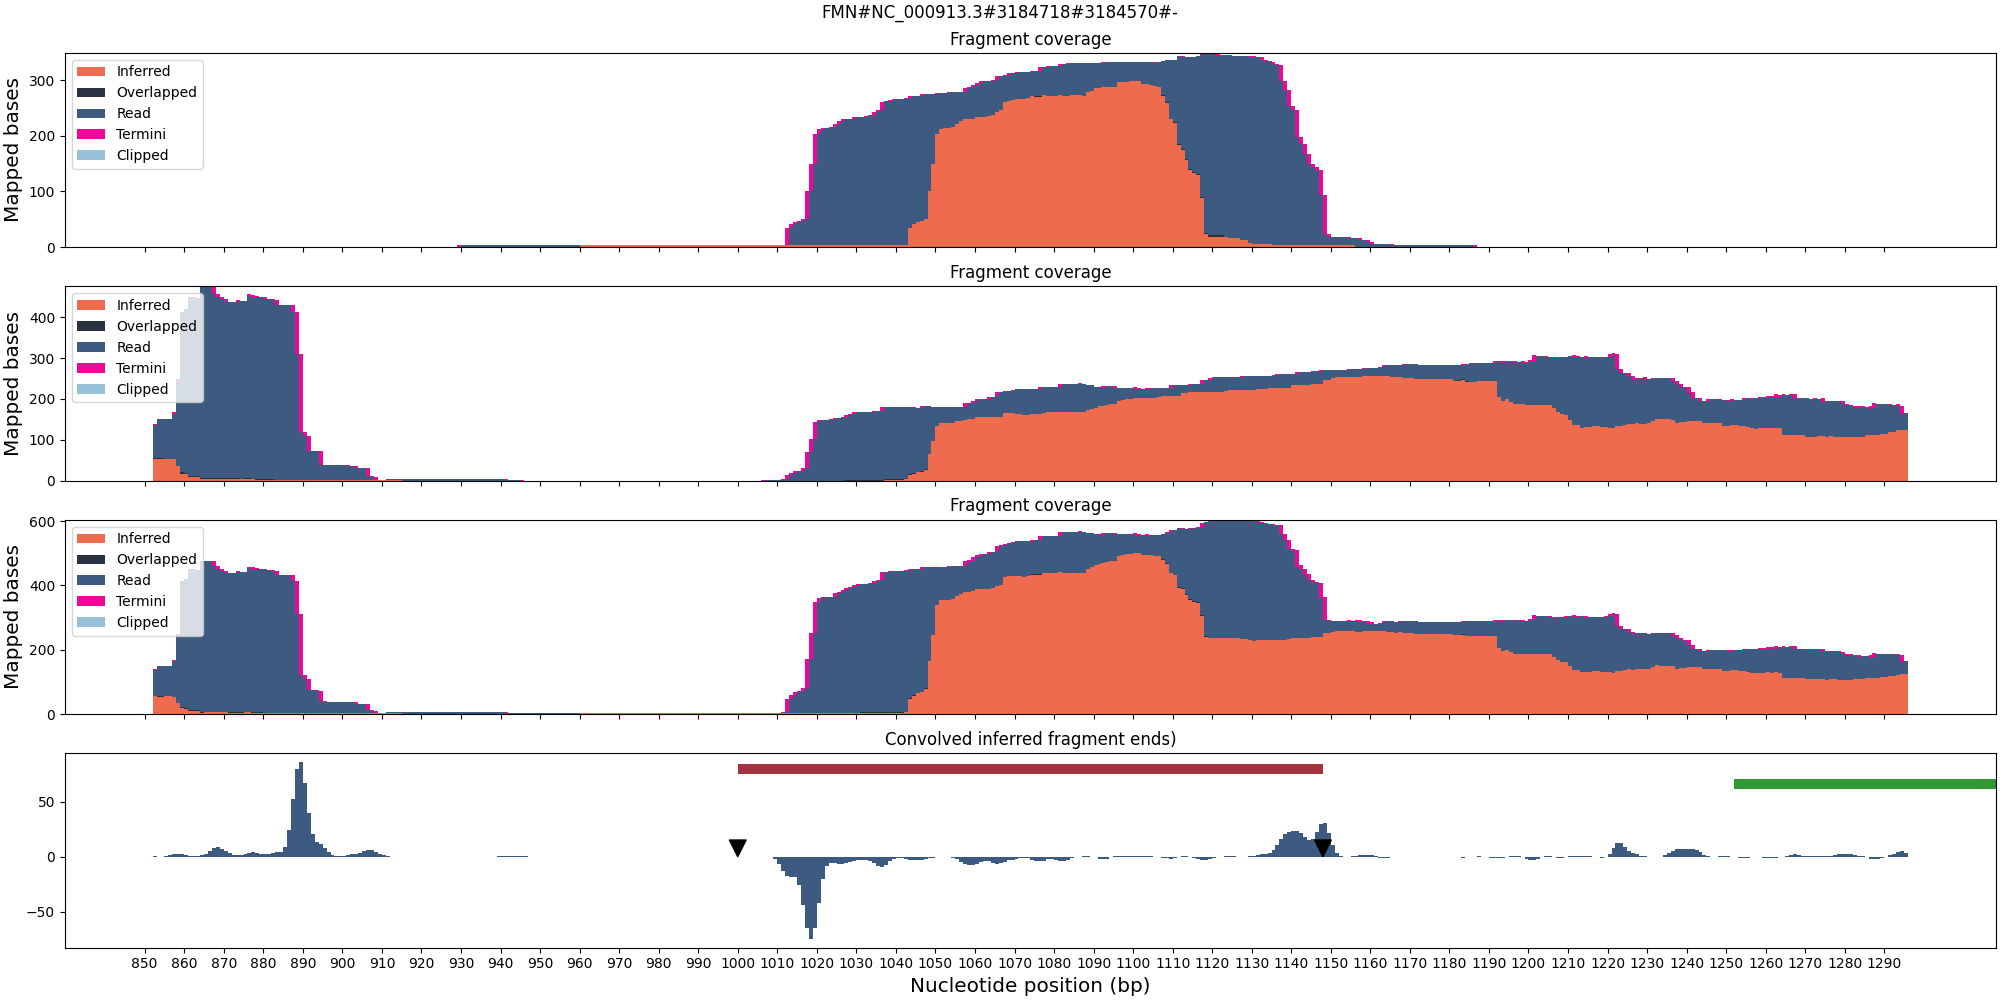 FMN#NC_000913.3#3184718#3184570#-
Fragment coverage
Mapped bases
300
200
100
0
Inferred
Overlapped
Read
Termini
Clipped
Fragment coverage
Mapped bases
400
300
200
100
0
Inferred
Overlapped
Read
Termini
Clipped
Fragment coverage
Mapped bases
600
400
200
0
Inferred
Overlapped
Read
Termini
Clipped
Convolved inferred fragment ends)
50
0
−50
850 860 870 880 890 900 910 920 930 940 950 960 970 980 990 1000 1010 1020 1030 1040 1050 1060 1070 1080 1090 1100 1110 1120 1130 1140 1150 1160 1170 1180 1190 1200 1210 1220 1230 1240 1250 1260 1270 1280 1290
Nucleotide position (bp)